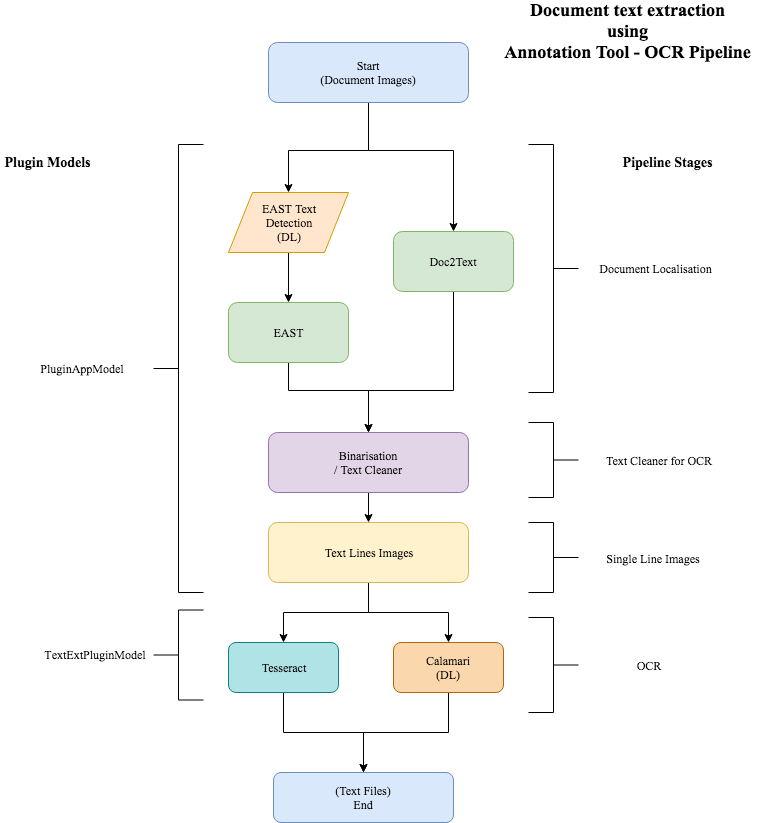 Document text extraction
using
Annotation Tool - OCR Pipeline
Start
(Document Images)
Plugin Models
Pipeline Stages
EAST Text
Detection
(DL)
Doc2Text
Document Localisation
EAST
PluginAppModel
Binarisation
/ Text Cleaner
Text Cleaner for OCR
Text Lines Images
Single Line Images
TextExtPluginModel
Tesseract
Calamari
(DL)
OCR
(Text Files)
End